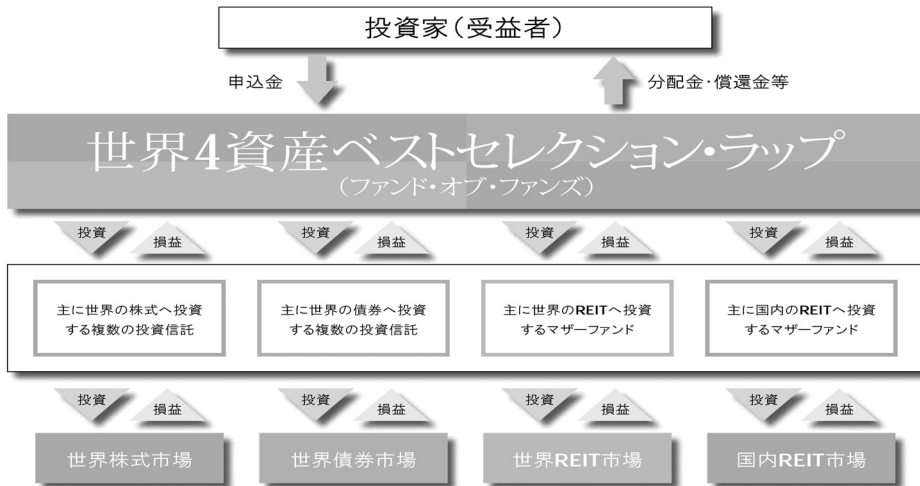 投資家(受益者)
申込金
分配金・償還金等
世界4資産ベストセレクション・ラップ
(ファンド・オブ・ファンズ)
投資 損益 投資 損益 投資 損益 投資 損益
主に世界の株式へ投資
する複数の投資信託
主に世界の債券へ投資
する複数の投資信託
主に世界のREITへ投資
するマザーファンド
主に国内のREITへ投資
するマザーファンド
投資 損益 投資 損益 投資 損益 投資 損益
世界株式市場 世界債券市場 世界REIT市場 国内REIT市場